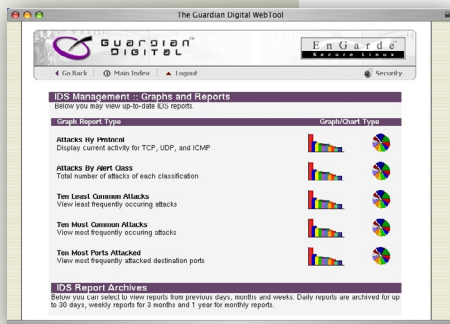 The Guardian Digital WebTool
Guardian Digital™
EnGarde™
Secure Linux
Go Back | Main Index | Logout
Security
IDS Management :: Graphs and Reports
Below you may view up-to-date IDS reports.
Graph Report Type Graph/Chart Type
Attacks By Protocol
Display current activity for TCP, UDP, and ICMP
Attacks By Alert Class
Total number of attacks of each classification
Ten Least Common Attacks
View least frequently occuring attacks
Ten Most Common Attacks
View most frequently occuring attacks
Ten Most Ports Attacked
View most frequently attacked destination ports
IDS Report Archives
Below you can select to view reports from previous days, months and weeks. Daily reports are archived for up
to 30 days, weekly reports for 3 months and 1 year for monthly reports.